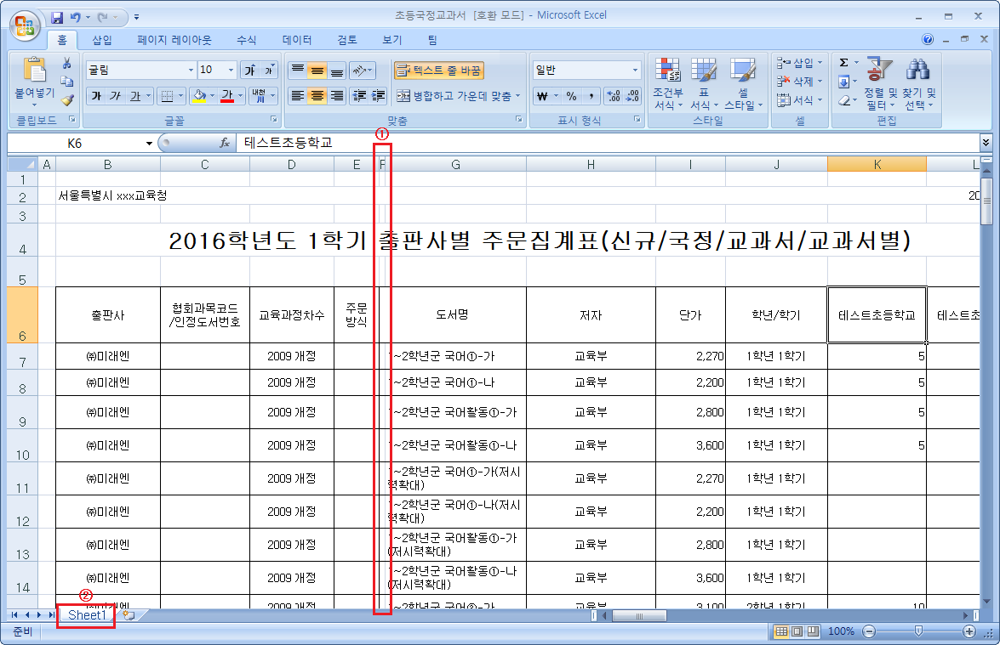 초등국정교과서 [호환 모드] - Microsoft Excel
홈 삽입 페이지 레이아웃 수식 데이터 검토 보기 팀
붙여넣기
클립보드
굴림 10
가 가
가 가 가 가 내천
글꼴
텍스트 줄 바꿈
병합하고 가운데 맞춤
맞춤
일반
₩ % ,
표시 형식
조건부 서식
표 서식
셀 스타일
스타일
삽입
삭제
서식
셀
Σ
정렬 및 필터
찾기 및 선택
편집
①
K6 fx 테스트초등학교
A B C D E F G H I J K L
1
2 서울특별시 xxx교육청 20
3
4 2016학년도 1학기 출판사별 주문집계표(신규/국정/교과서/교과서별)
5
6 출판사 협회과목코드/인정도서번호 교육과정차수 주문방식 도서명 저자 단가 학년/학기 테스트초등학교 테스트초
7 ㈜미래엔 2009 개정 1~2학년군 국어①-가 교육부 2,270 1학년 1학기 5
8 ㈜미래엔 2009 개정 1~2학년군 국어①-나 교육부 2,200 1학년 1학기 5
9 ㈜미래엔 2009 개정 1~2학년군 국어활동①-가 교육부 2,800 1학년 1학기 5
10 ㈜미래엔 2009 개정 1~2학년군 국어활동①-나 교육부 3,600 1학년 1학기 5
11 ㈜미래엔 2009 개정 1~2학년군 국어①-가(저시력확대) 교육부 2,270 1학년 1학기
12 ㈜미래엔 2009 개정 1~2학년군 국어①-나(저시력확대) 교육부 2,200 1학년 1학기
13 ㈜미래엔 2009 개정 1~2학년군 국어활동①-가(저시력확대) 교육부 2,800 1학년 1학기
14 ㈜미래엔 2009 개정 1~2학년군 국어활동①-나(저시력확대) 교육부 3,600 1학년 1학기
㈜미래엔 2009 개정 1~2학년군 국어②-가 교육부 3,100 2학년 1학기 10
②
Sheet1
준비 100%